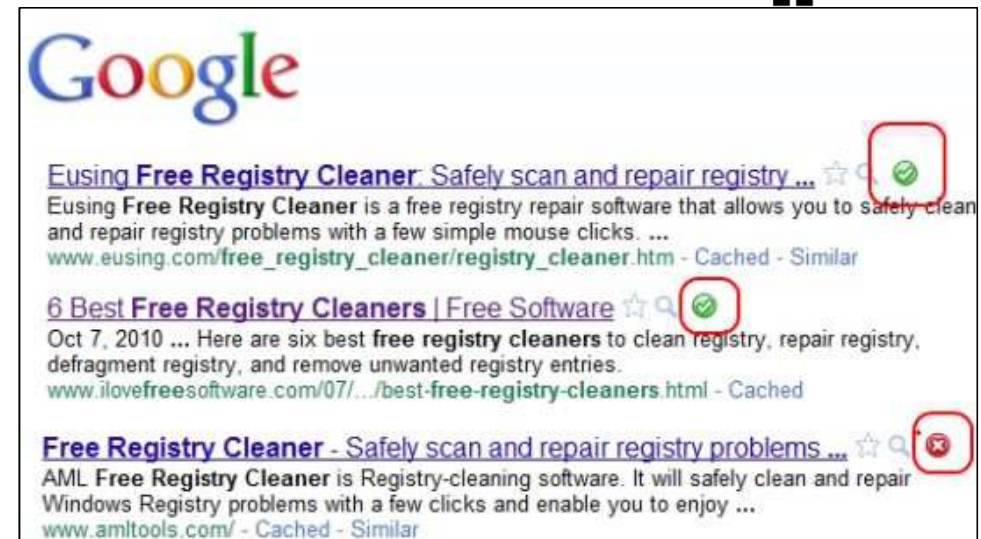 Google
Eusing Free Registry Cleaner: Safely scan and repair registry ...
Eusing Free Registry Cleaner is a free registry repair software that allows you to safely clean
and repair registry problems with a few simple mouse clicks. ...
www.eusing.com/free_registry_cleaner/registry_cleaner.htm - Cached - Similar
6 Best Free Registry Cleaners | Free Software
Oct 7, 2010 ... Here are six best free registry cleaners to clean registry, repair registry,
defragment registry, and remove unwanted registry entries.
www.ilovefreesoftware.com/07/.../best-free-registry-cleaners.html - Cached
Free Registry Cleaner - Safely scan and repair registry problems ...
AML Free Registry Cleaner is Registry-cleaning software. It will safely clean and repair
Windows Registry problems with a few clicks and enable you to enjoy ...
www.amltools.com/ - Cached - Similar